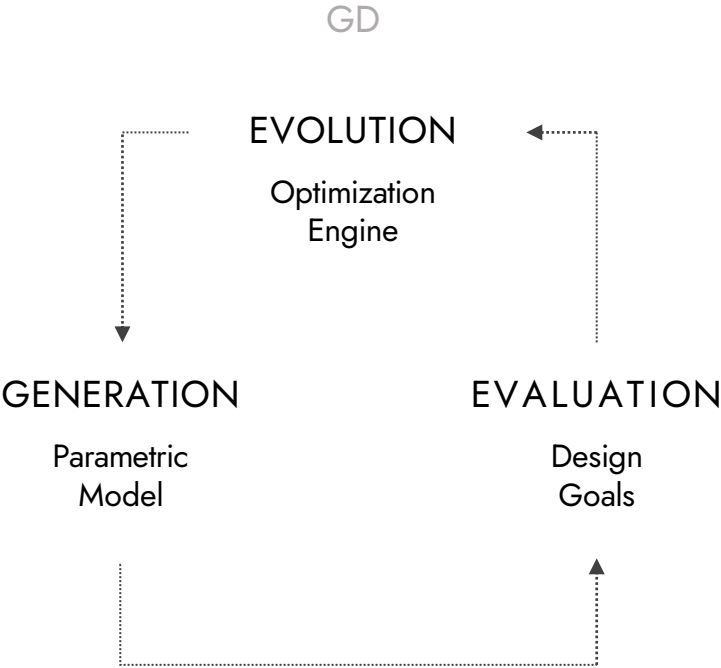 GD
EVOLUTION
Optimization
Engine
GENERATION
Parametric
Model
EVALUATION
Design
Goals